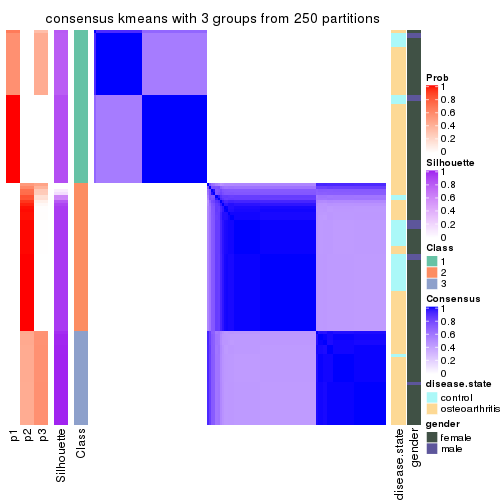 consensus kmeans with 3 groups from 250 partitions
Prob
1
0.8
0.6
0.4
0.2
0
Silhouette
1
0.8
0.6
0.4
0.2
0
Class
1
2
3
Consensus
1
0.8
0.6
0.4
0.2
0
disease.state
control
osteoarthritis
gender
female
male
p1
p2
p3
Silhouette
Class
disease.state
gender